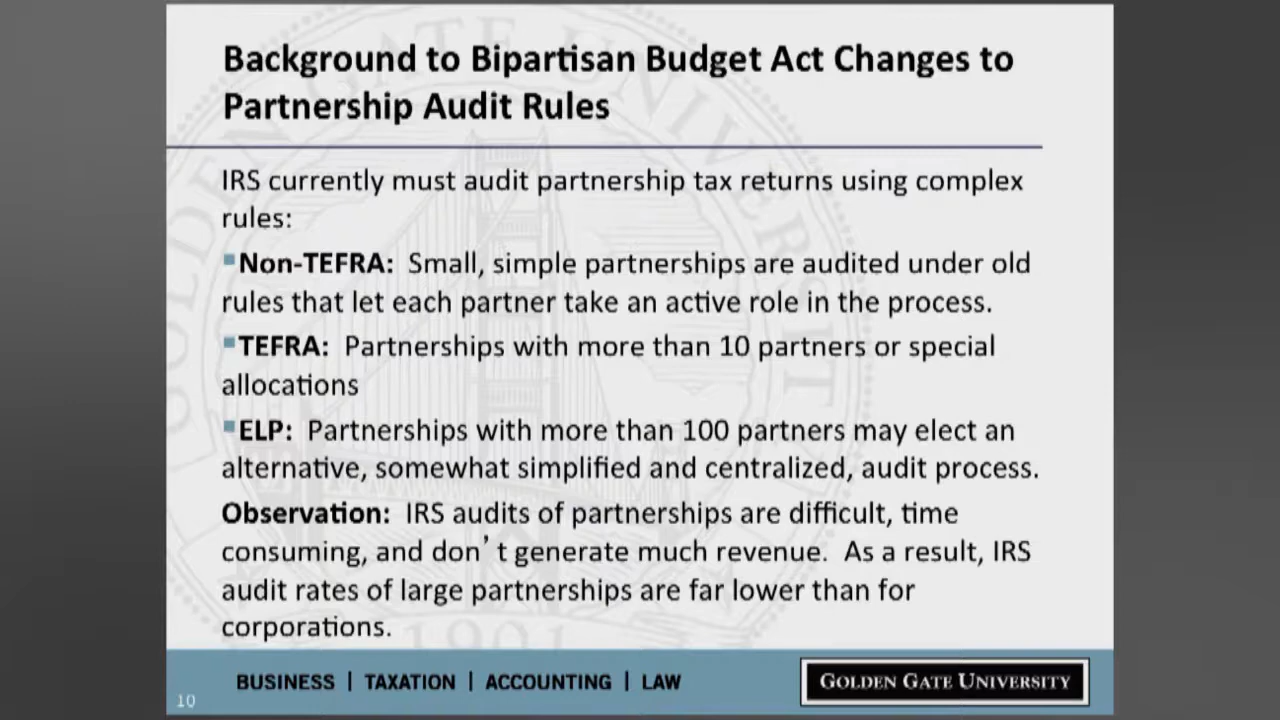 Background to Bipartisan Budget Act Changes to
Partnership Audit Rules
IRS currently must audit partnership tax returns using complex
rules:
▪Non-TEFRA: Small, simple partnerships are audited under old
rules that let each partner take an active role in the process.
▪TEFRA: Partnerships with more than 10 partners or special
allocations
▪ELP: Partnerships with more than 100 partners may elect an
alternative, somewhat simplified and centralized, audit process.
Observation: IRS audits of partnerships are difficult, time
consuming, and don’t generate much revenue. As a result, IRS
audit rates of large partnerships are far lower than for
corporations.
GOLDEN GATE UNIVERSITY
1901
BUSINESS | TAXATION | ACCOUNTING | LAW
GOLDEN GATE UNIVERSITY
10